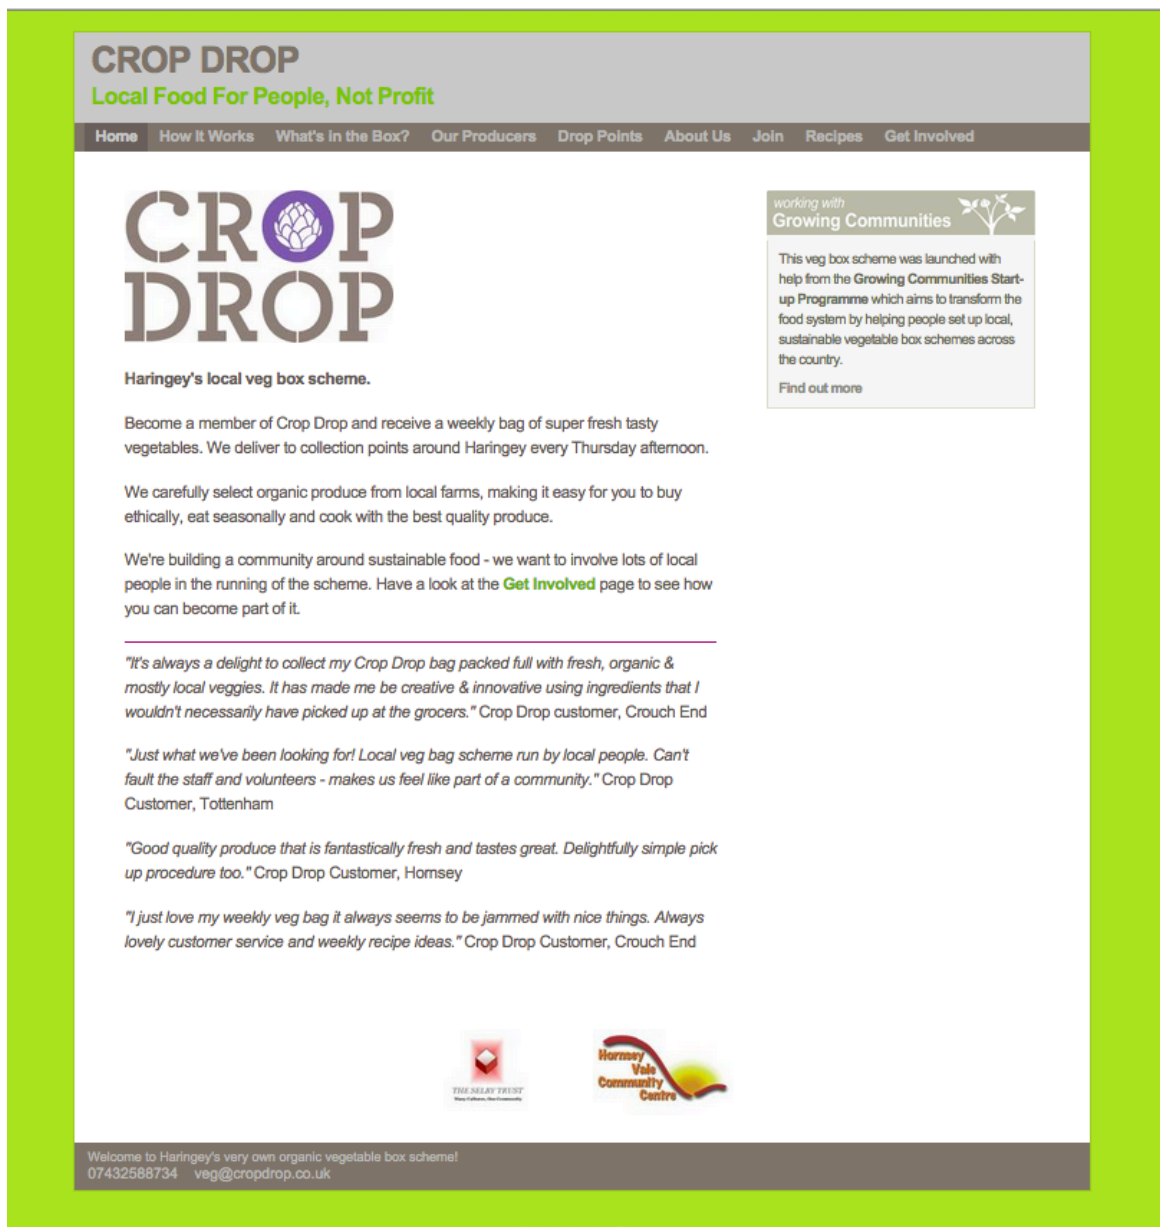 CROP DROP
Local Food For People, Not Profit
Home How It Works What's in the Box? Our Producers Drop Points About Us Join Recipes Get Involved
CROP
DROP
Haringey's local veg box scheme.
Become a member of Crop Drop and receive a weekly bag of super fresh tasty
vegetables. We deliver to collection points around Haringey every Thursday afternoon.
We carefully select organic produce from local farms, making it easy for you to buy
ethically, eat seasonally and cook with the best quality produce.
We're building a community around sustainable food - we want to involve lots of local
people in the running of the scheme. Have a look at the Get Involved page to see how
you can become part of it.
"It's always a delight to collect my Crop Drop bag packed full with fresh, organic &
mostly local veggies. It has made me be creative & innovative using ingredients that I
wouldn't necessarily have picked up at the grocers." Crop Drop customer, Crouch End
"Just what we've been looking for! Local veg bag scheme run by local people. Can't
fault the staff and volunteers - makes us feel like part of a community." Crop Drop
Customer, Tottenham
"Good quality produce that is fantastically fresh and tastes great. Delightfully simple pick
up procedure too." Crop Drop Customer, Hornsey
"I just love my weekly veg bag it always seems to be jammed with nice things. Always
lovely customer service and weekly recipe ideas." Crop Drop Customer, Crouch End
working with
Growing Communities
This veg box scheme was launched with
help from the Growing Communities Start-
up Programme which aims to transform the
food system by helping people set up local,
sustainable vegetable box schemes across
the country.
Find out more
THE SELBY TRUST
Many Cultures, One Community
Hornsey
Vale
Community
Centre
Welcome to Haringey's very own organic vegetable box scheme!
07432588734 veg@cropdrop.co.uk